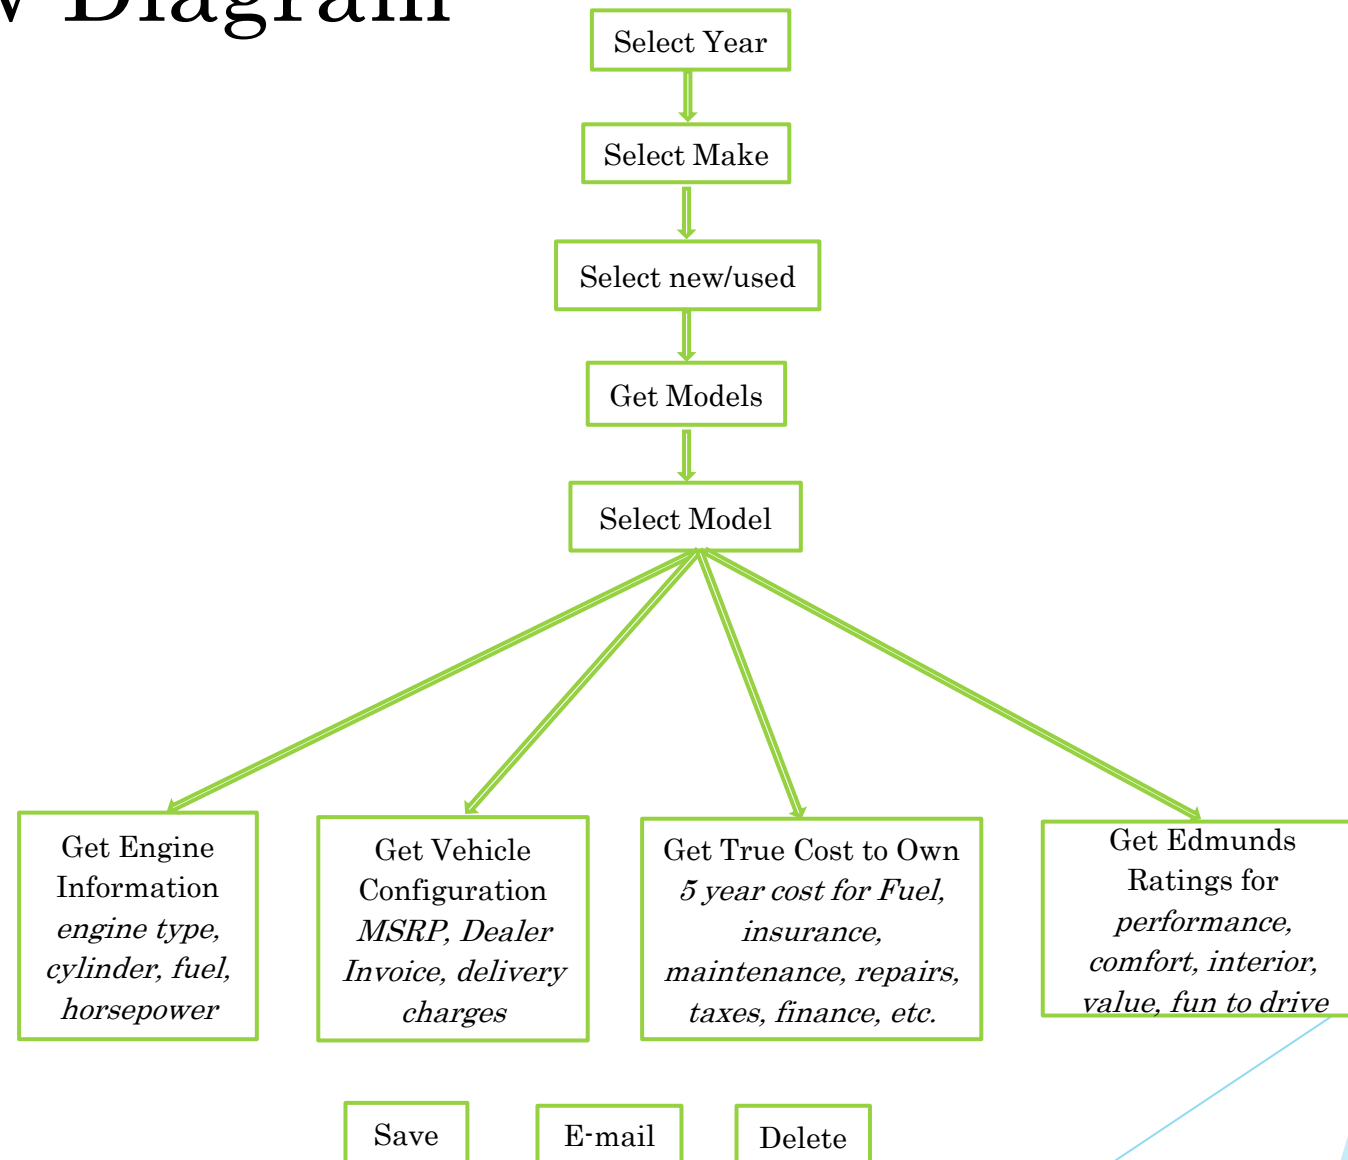 Diagram
Select Year
Select Make
Select new/used
Get Models
Select Model
Get Engine
Information
engine type,
cylinder, fuel,
horsepower
Get Vehicle
Configuration
MSRP, Dealer
Invoice, delivery
charges
Get True Cost to Own
5 year cost for Fuel,
insurance,
maintenance, repairs,
taxes, finance, etc.
Get Edmunds
Ratings for
performance,
comfort, interior,
value, fun to drive
Save
E-mail
Delete